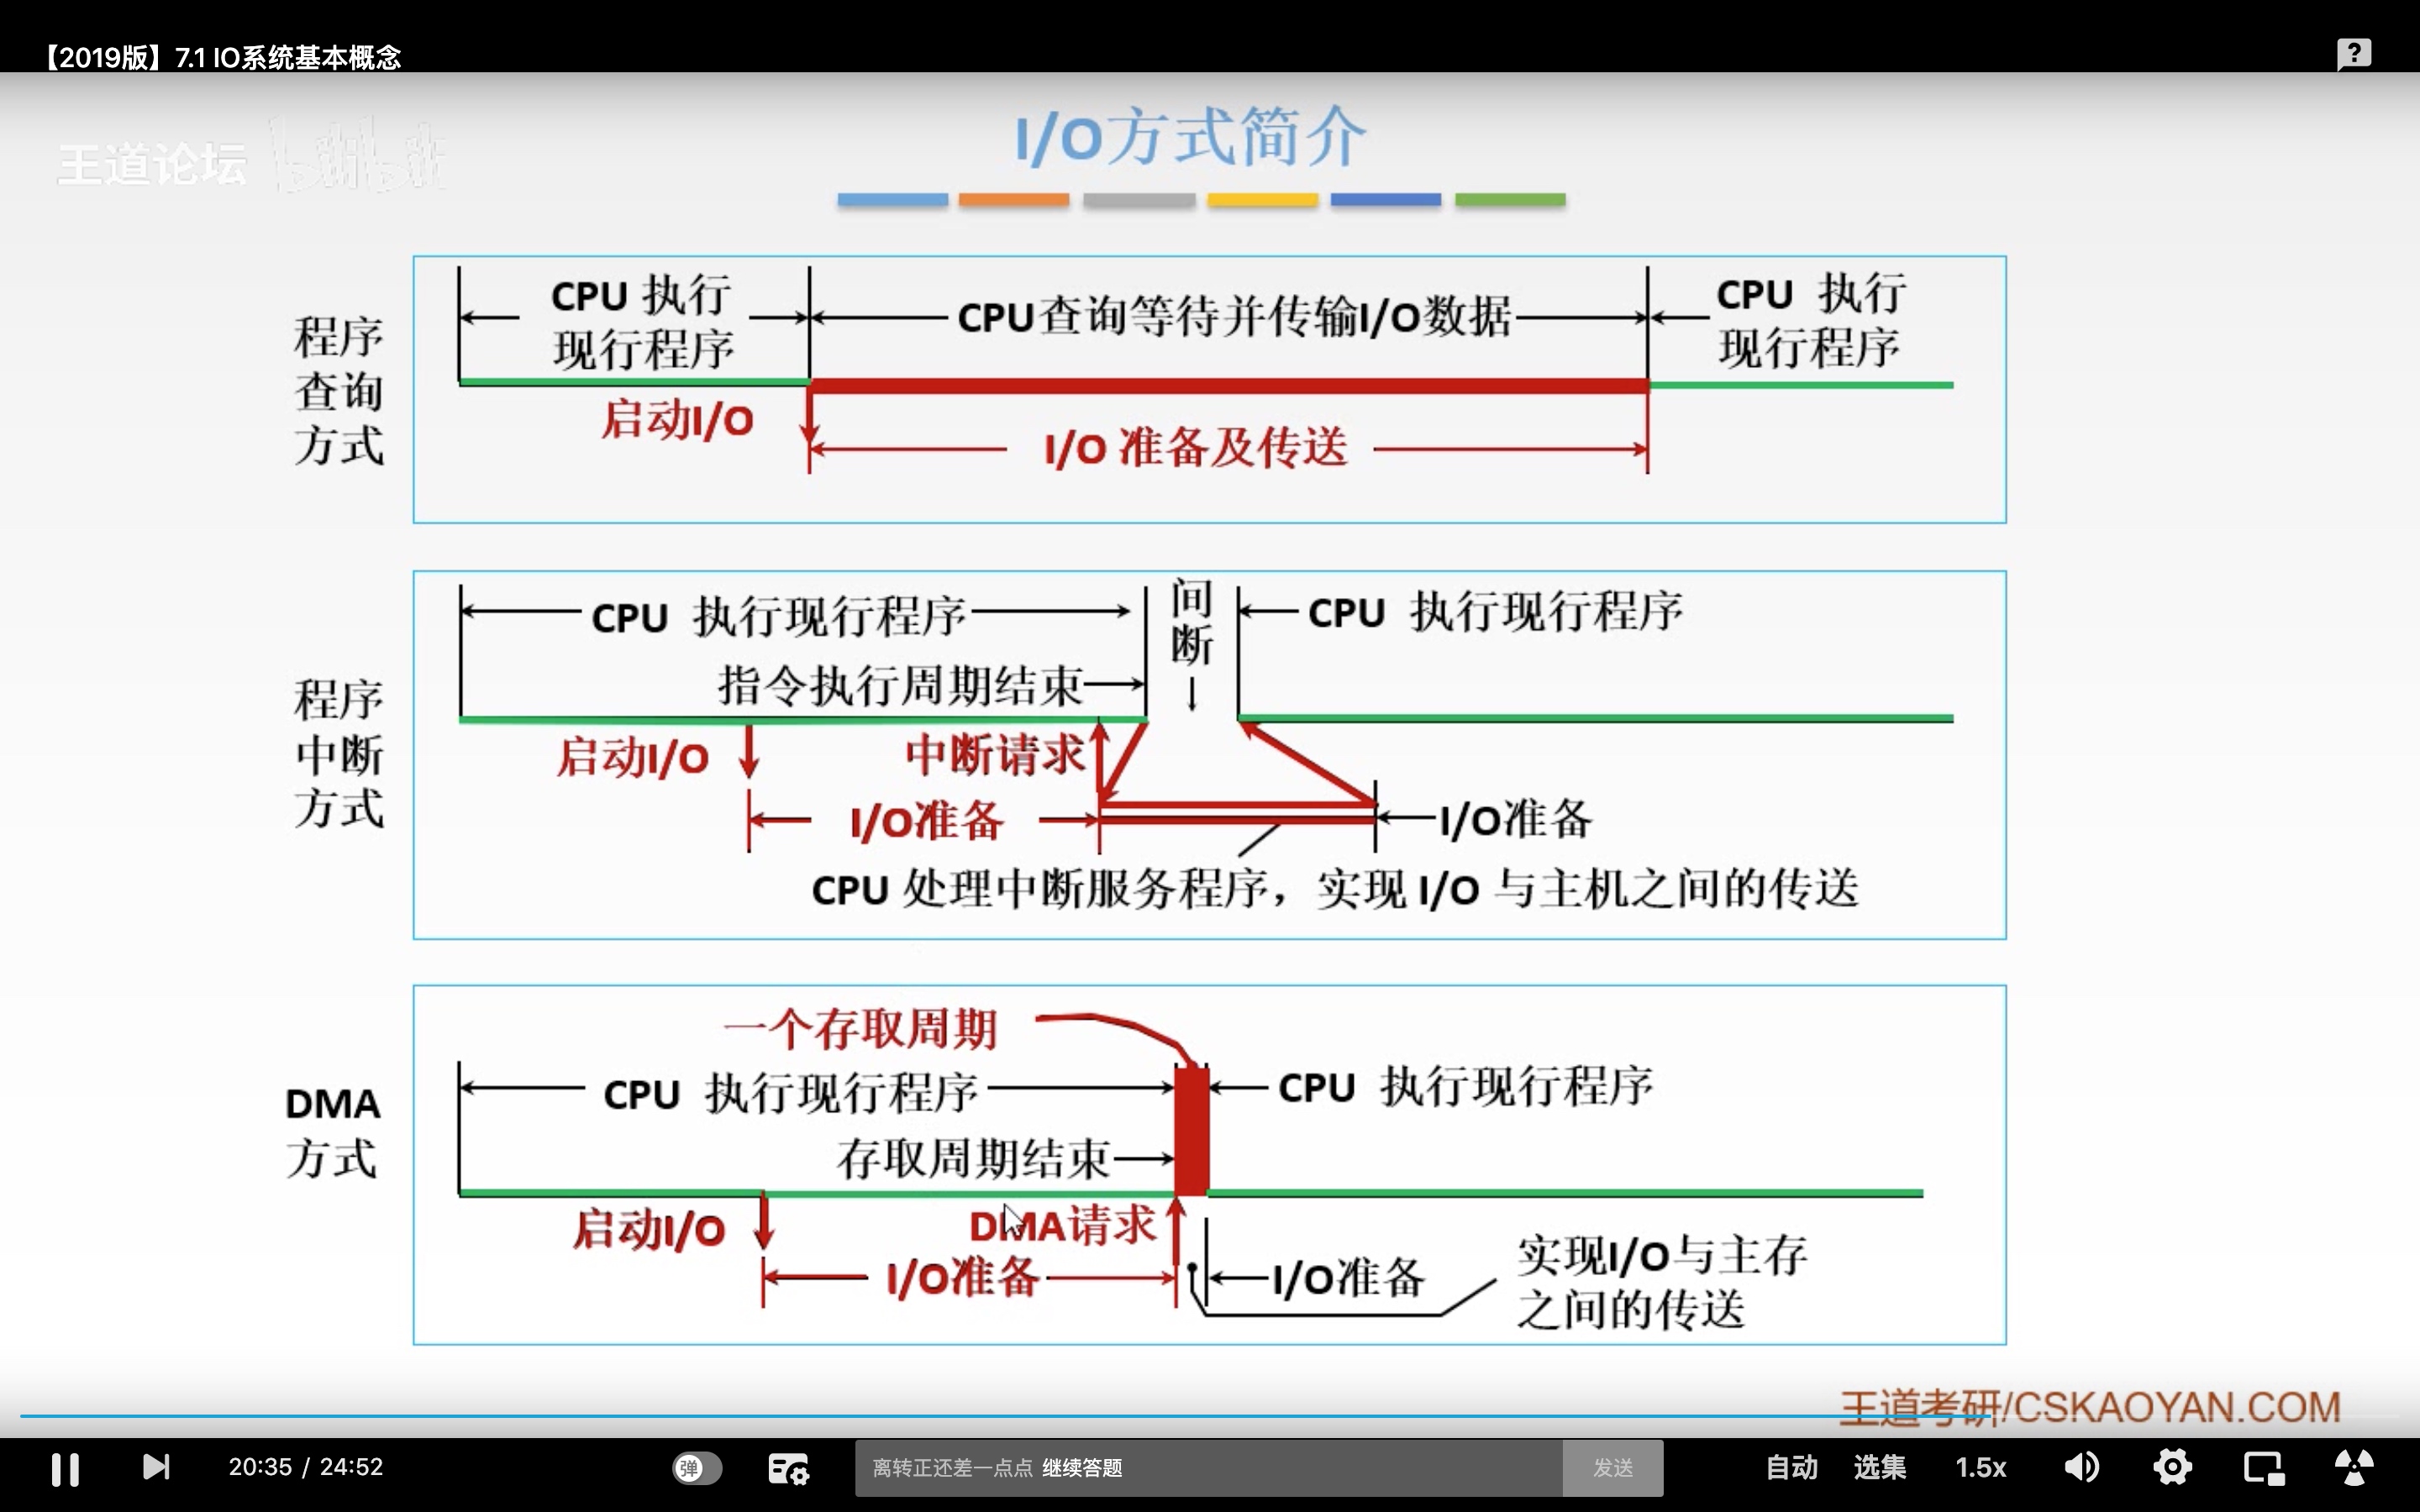 【2019版】7.1 IO系统基本概念
?
王道论坛 bilibili
I/O方式简介
程序
查询
方式
CPU 执行
现行程序
CPU查询等待并传输I/O数据
CPU 执行
现行程序
启动I/O
I/O 准备及传送
程序
中断
方式
CPU 执行现行程序
间
断
CPU 执行现行程序
指令执行周期结束
启动I/O
中断请求
I/O准备
I/O准备
CPU 处理中断服务程序，实现 I/O 与主机之间的传送
DMA
方式
一个存取周期
CPU 执行现行程序
CPU 执行现行程序
存取周期结束
启动I/O
DMA请求
I/O准备
I/O准备
实现I/O与主存
之间的传送
王道考研/CSKAOYAN.COM
20:35 / 24:52
弹
离转正还差一点点 继续答题
发送
自动
选集
1.5x